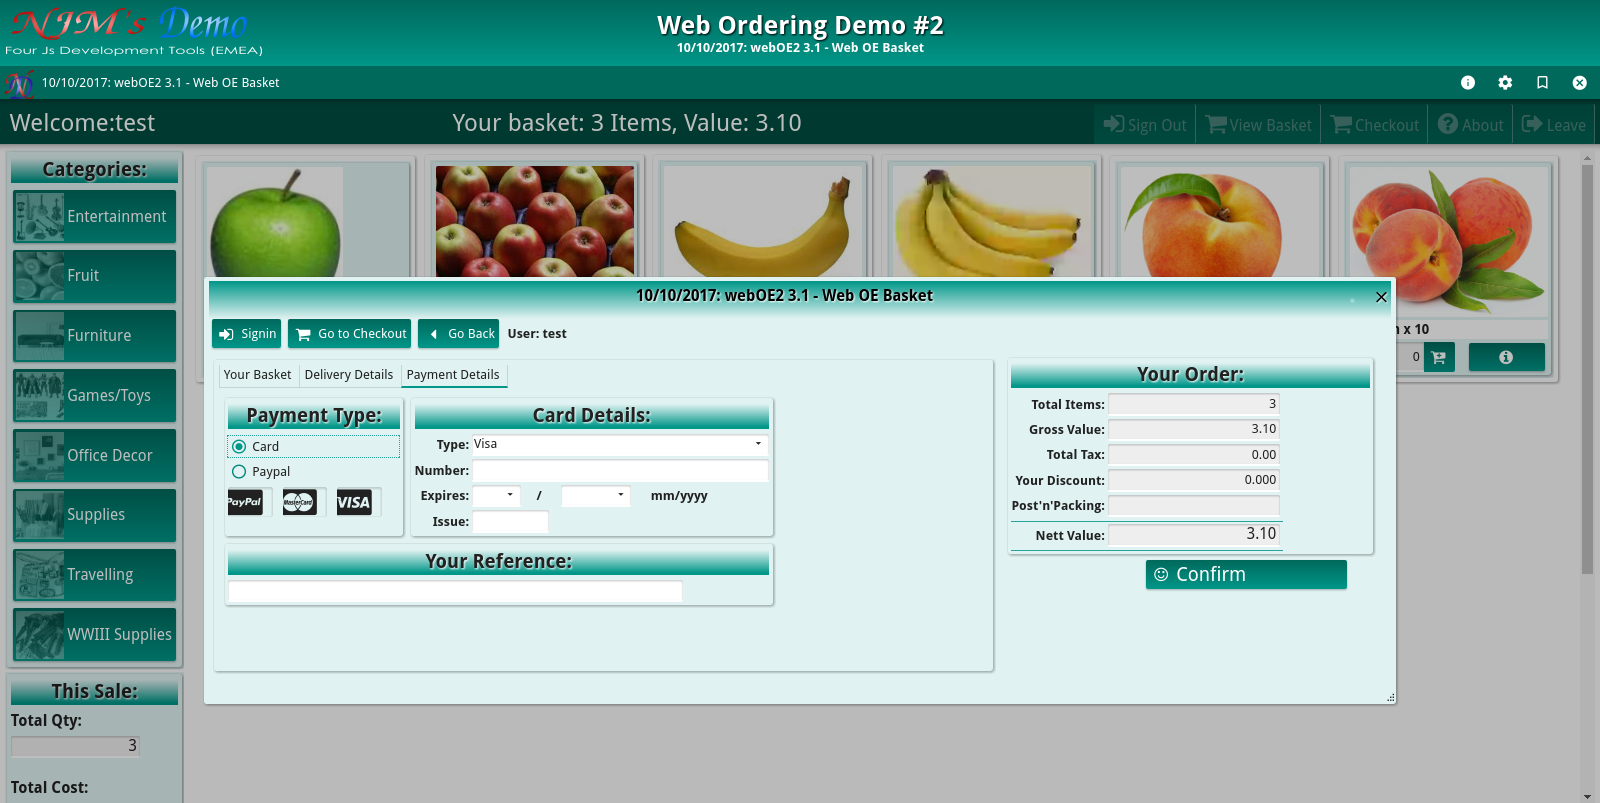 NJM's Demo
Four Js Development Tools (EMEA)
Web Ordering Demo #2
10/10/2017: webOE2 3.1 - Web OE Basket
10/10/2017: webOE2 3.1 - Web OE Basket
Welcome:test
Your basket: 3 Items, Value: 3.10
Sign Out
View Basket
Checkout
About
Leave
Categories:
Entertainment
Fruit
Furniture
Games/Toys
Office Decor
Supplies
Travelling
WWIII Supplies
This Sale:
Total Qty:
3
Total Cost:
x 10
0
10/10/2017: webOE2 3.1 - Web OE Basket
Signin
Go to Checkout
Go Back
User: test
Your Basket
Delivery Details
Payment Details
Payment Type:
Card
Paypal
PayPal
MasterCard
VISA
Card Details:
Type: Visa
Number:
Expires: / mm/yyyy
Issue:
Your Reference:
Your Order:
Total Items: 3
Gross Value: 3.10
Total Tax: 0.00
Your Discount: 0.000
Post'n'Packing:
Nett Value: 3.10
Confirm